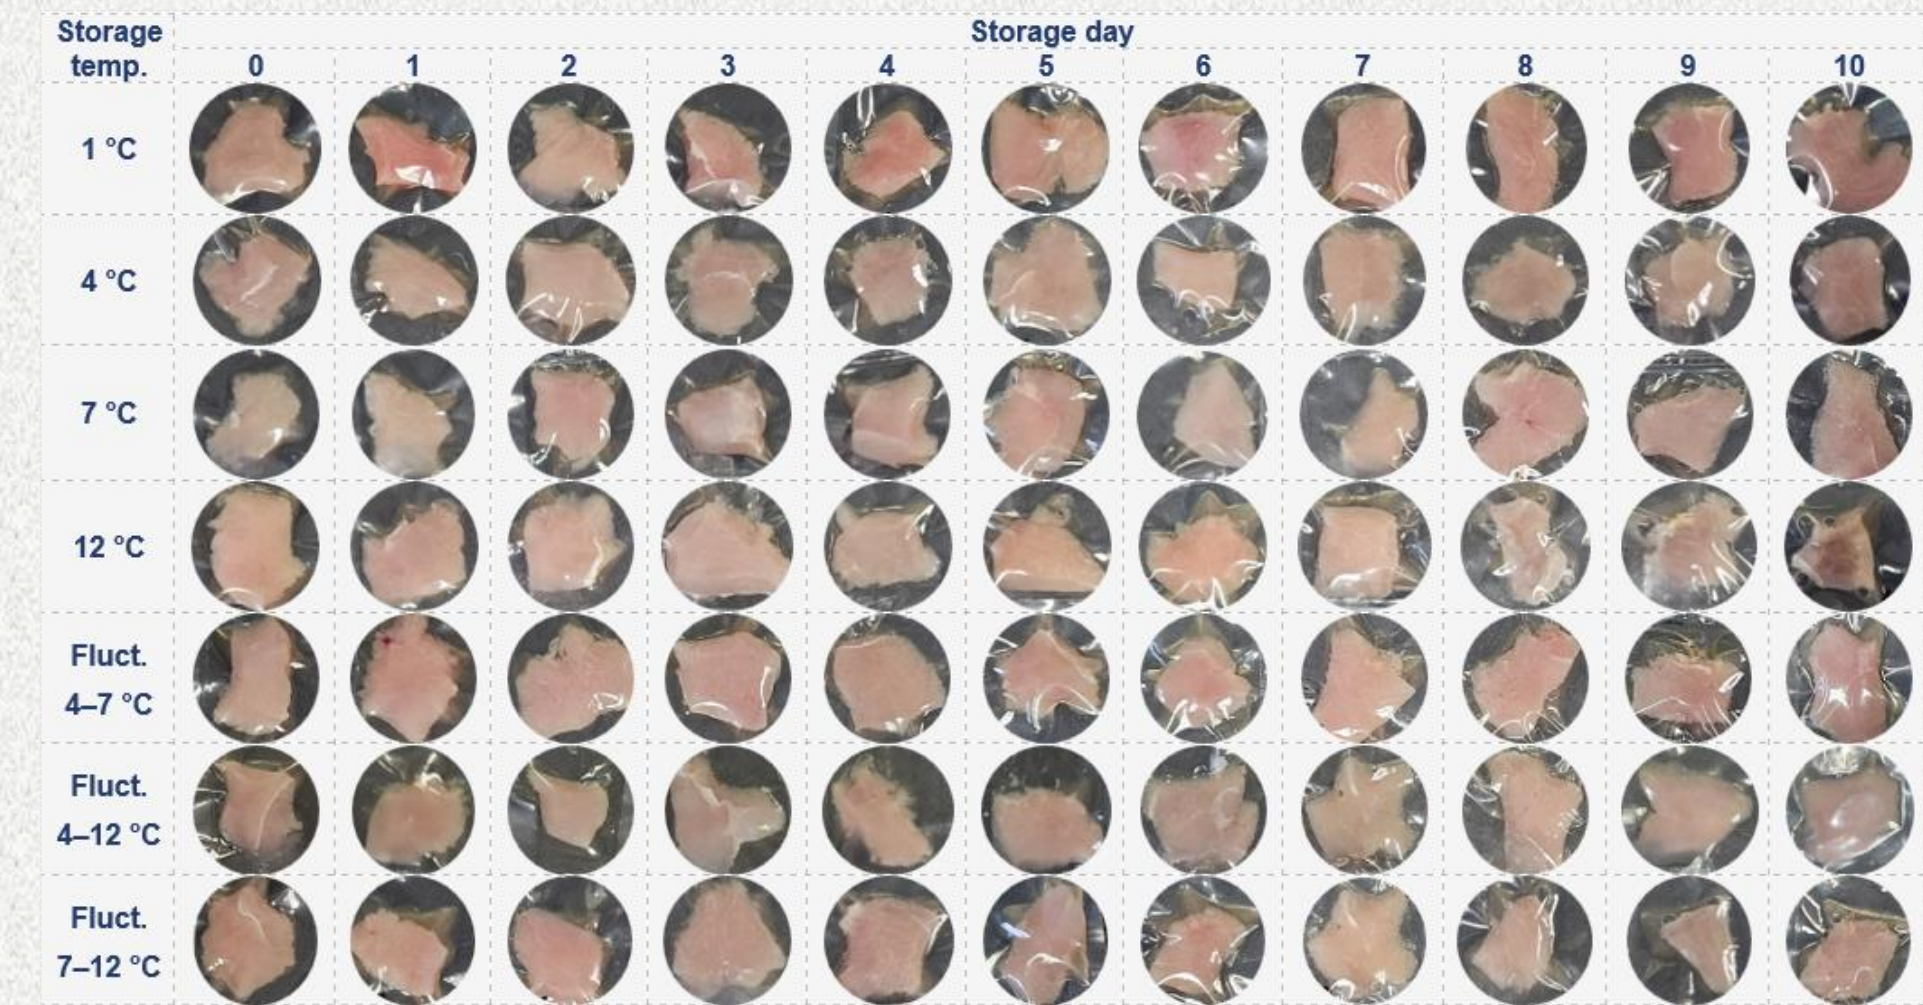 Storage
temp.
Storage day
0 1 2 3 4 5 6 7 8 9 10
1 °C
4 °C
7 °C
12 °C
Fluct.
4–7 °C
Fluct.
4–12 °C
Fluct.
7–12 °C